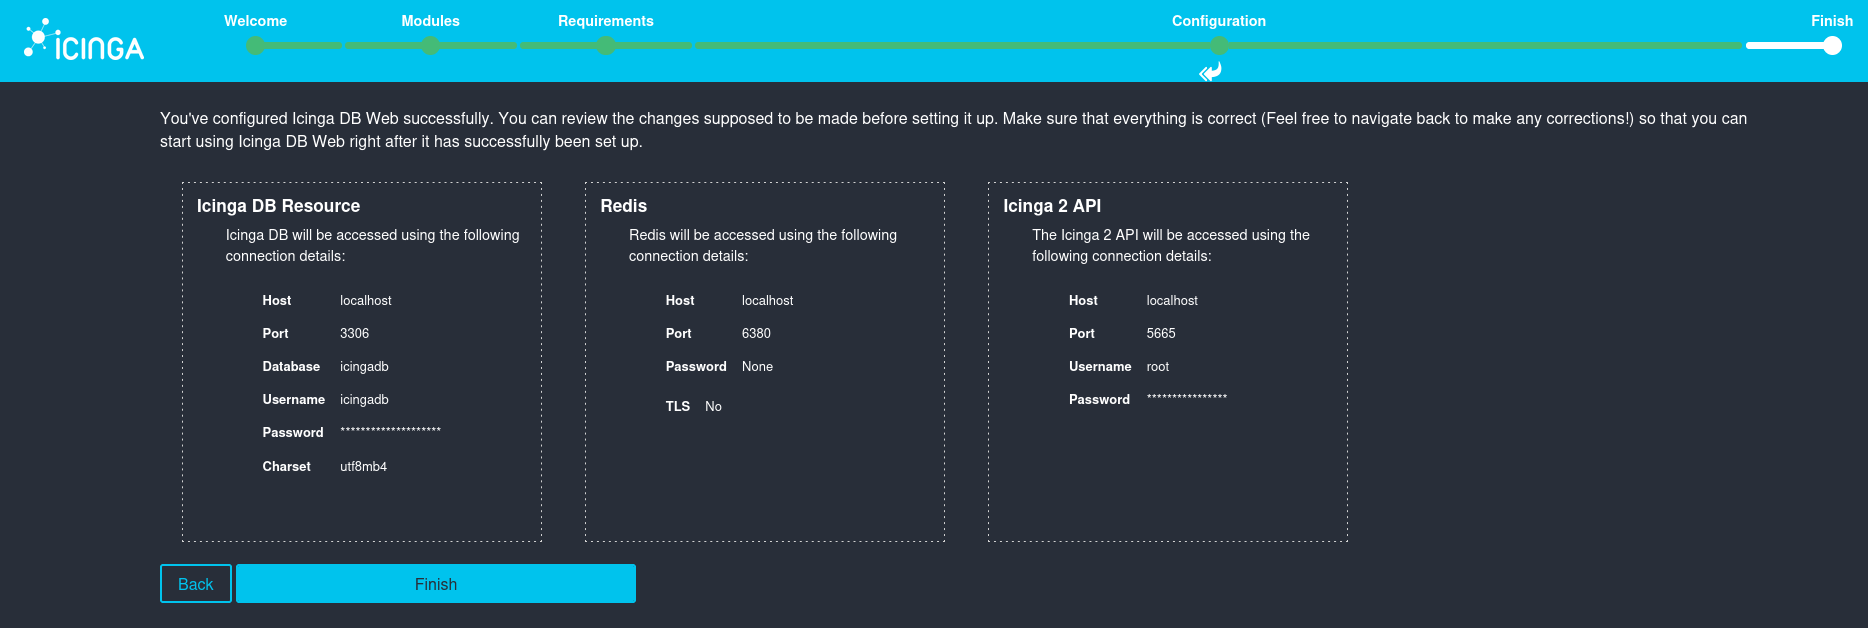 Welcome
Modules
Requirements
Configuration
Finish
ICINGA
You've configured Icinga DB Web successfully. You can review the changes supposed to be made before setting it up. Make sure that everything is correct (Feel free to navigate back to make any corrections!) so that you can
start using Icinga DB Web right after it has successfully been set up.
Icinga DB Resource
Icinga DB will be accessed using the following
connection details:
Host localhost
Port 3306
Database icingadb
Username icingadb
Password ********************
Charset utf8mb4
Redis
Redis will be accessed using the following
connection details:
Host localhost
Port 6380
Password None
TLS No
Icinga 2 API
The Icinga 2 API will be accessed using the
following connection details:
Host localhost
Port 5665
Username root
Password ****************
Back
Finish